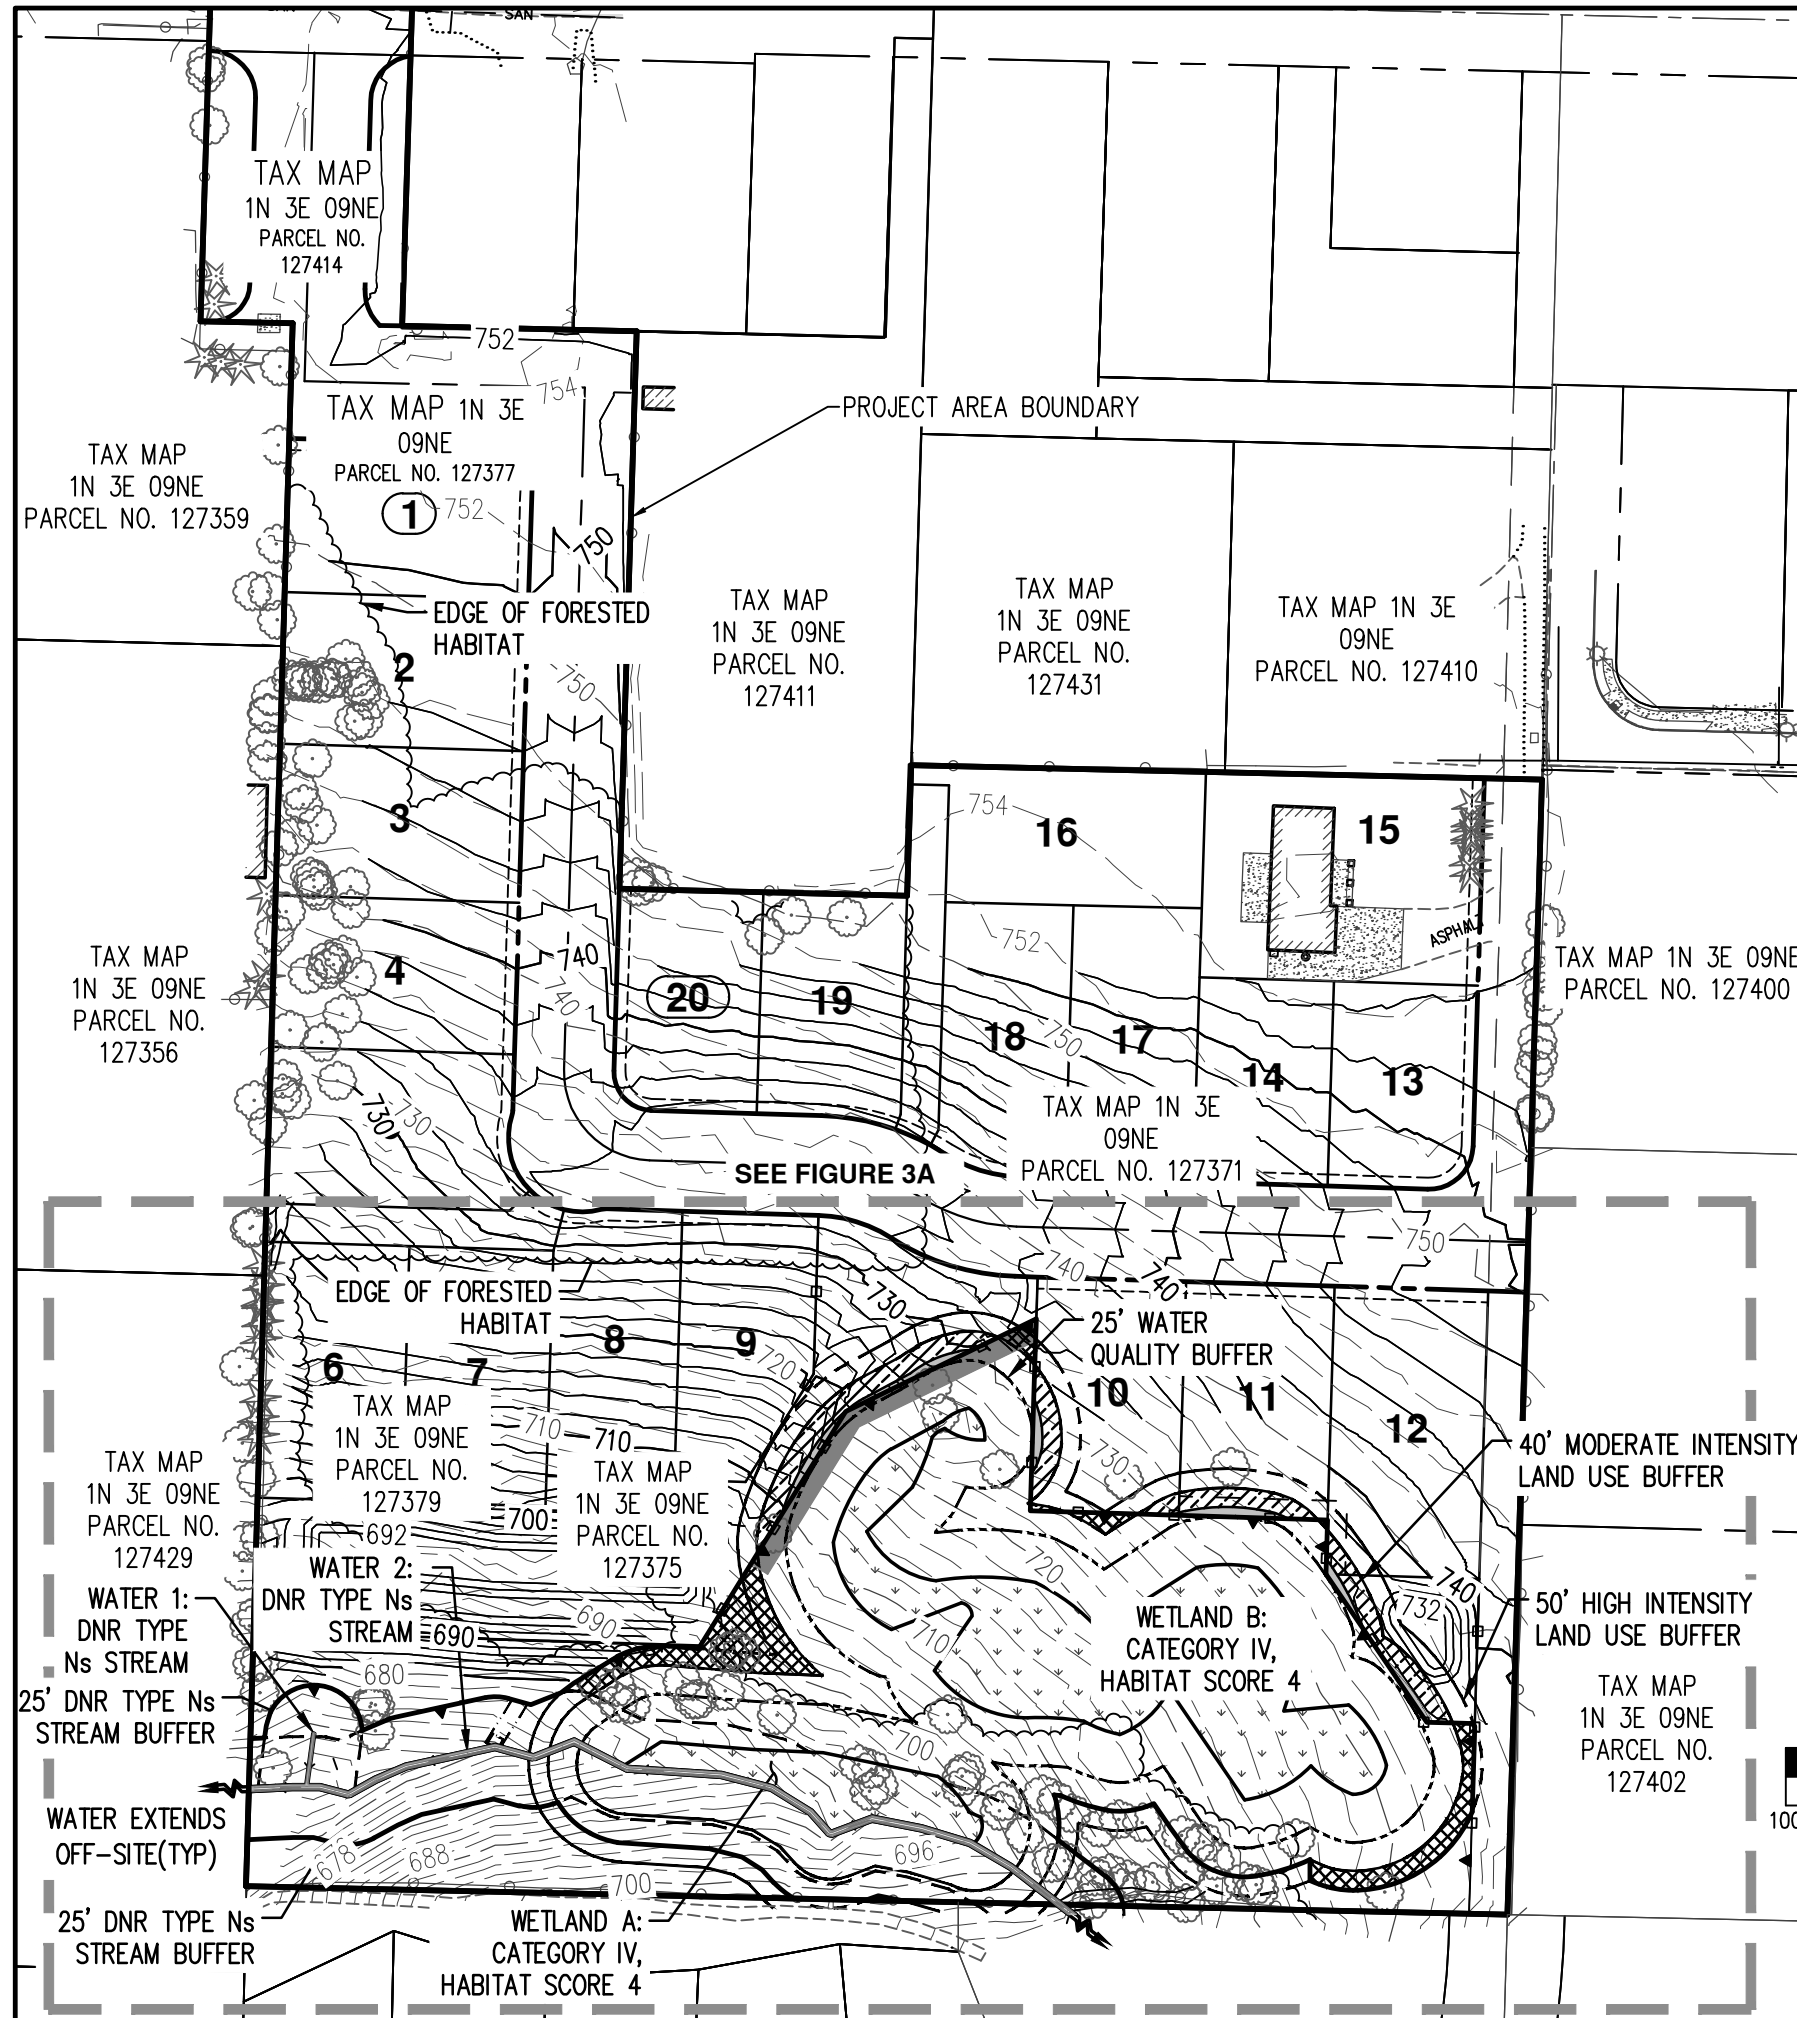 SAN
TAX MAP
1N 3E 09NE
PARCEL NO.
127414
752
754
TAX MAP 1N 3E
09NE
PARCEL NO. 127377
1
752
750
PROJECT AREA BOUNDARY
TAX MAP
1N 3E 09NE
PARCEL NO. 127359
EDGE OF FORESTED
HABITAT
2
750
TAX MAP
1N 3E 09NE
PARCEL NO.
127411
TAX MAP
1N 3E 09NE
PARCEL NO.
127431
TAX MAP 1N 3E
09NE
PARCEL NO. 127410
3
754
16
15
ASPHALT
752
TAX MAP
1N 3E 09NE
PARCEL NO.
127356
4
740
740
20
19
18
750
17
14
13
TAX MAP 1N 3E 09NE
PARCEL NO. 127400
730
730
TAX MAP 1N 3E
09NE
PARCEL NO. 127371
SEE FIGURE 3A
750
740
740
EDGE OF FORESTED
HABITAT
730
25' WATER
QUALITY BUFFER
6
7
8
9
720
10
11
12
TAX MAP
1N 3E 09NE
PARCEL NO.
127379
710
710
TAX MAP
1N 3E 09NE
PARCEL NO.
127375
730
40' MODERATE INTENSITY
LAND USE BUFFER
TAX MAP
1N 3E 09NE
PARCEL NO.
127429
700
692
720
WATER 2:
DNR TYPE Ns
STREAM
690
690
WATER 1:
DNR TYPE
Ns STREAM
710
WETLAND B:
CATEGORY IV,
HABITAT SCORE 4
740
732
50' HIGH INTENSITY
LAND USE BUFFER
680
25' DNR TYPE Ns
STREAM BUFFER
700
TAX MAP
1N 3E 09NE
PARCEL NO.
127402
WATER EXTENDS
OFF-SITE(TYP)
678
688
696
700
100
25' DNR TYPE Ns
STREAM BUFFER
WETLAND A:
CATEGORY IV,
HABITAT SCORE 4